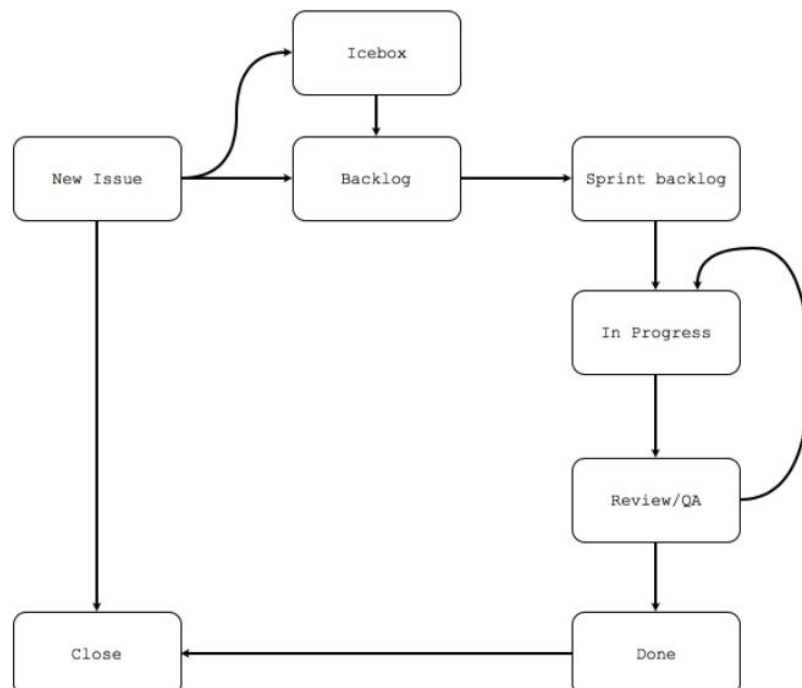 Icebox
New Issue
Backlog
Sprint backlog
In Progress
Review/QA
Close
Done